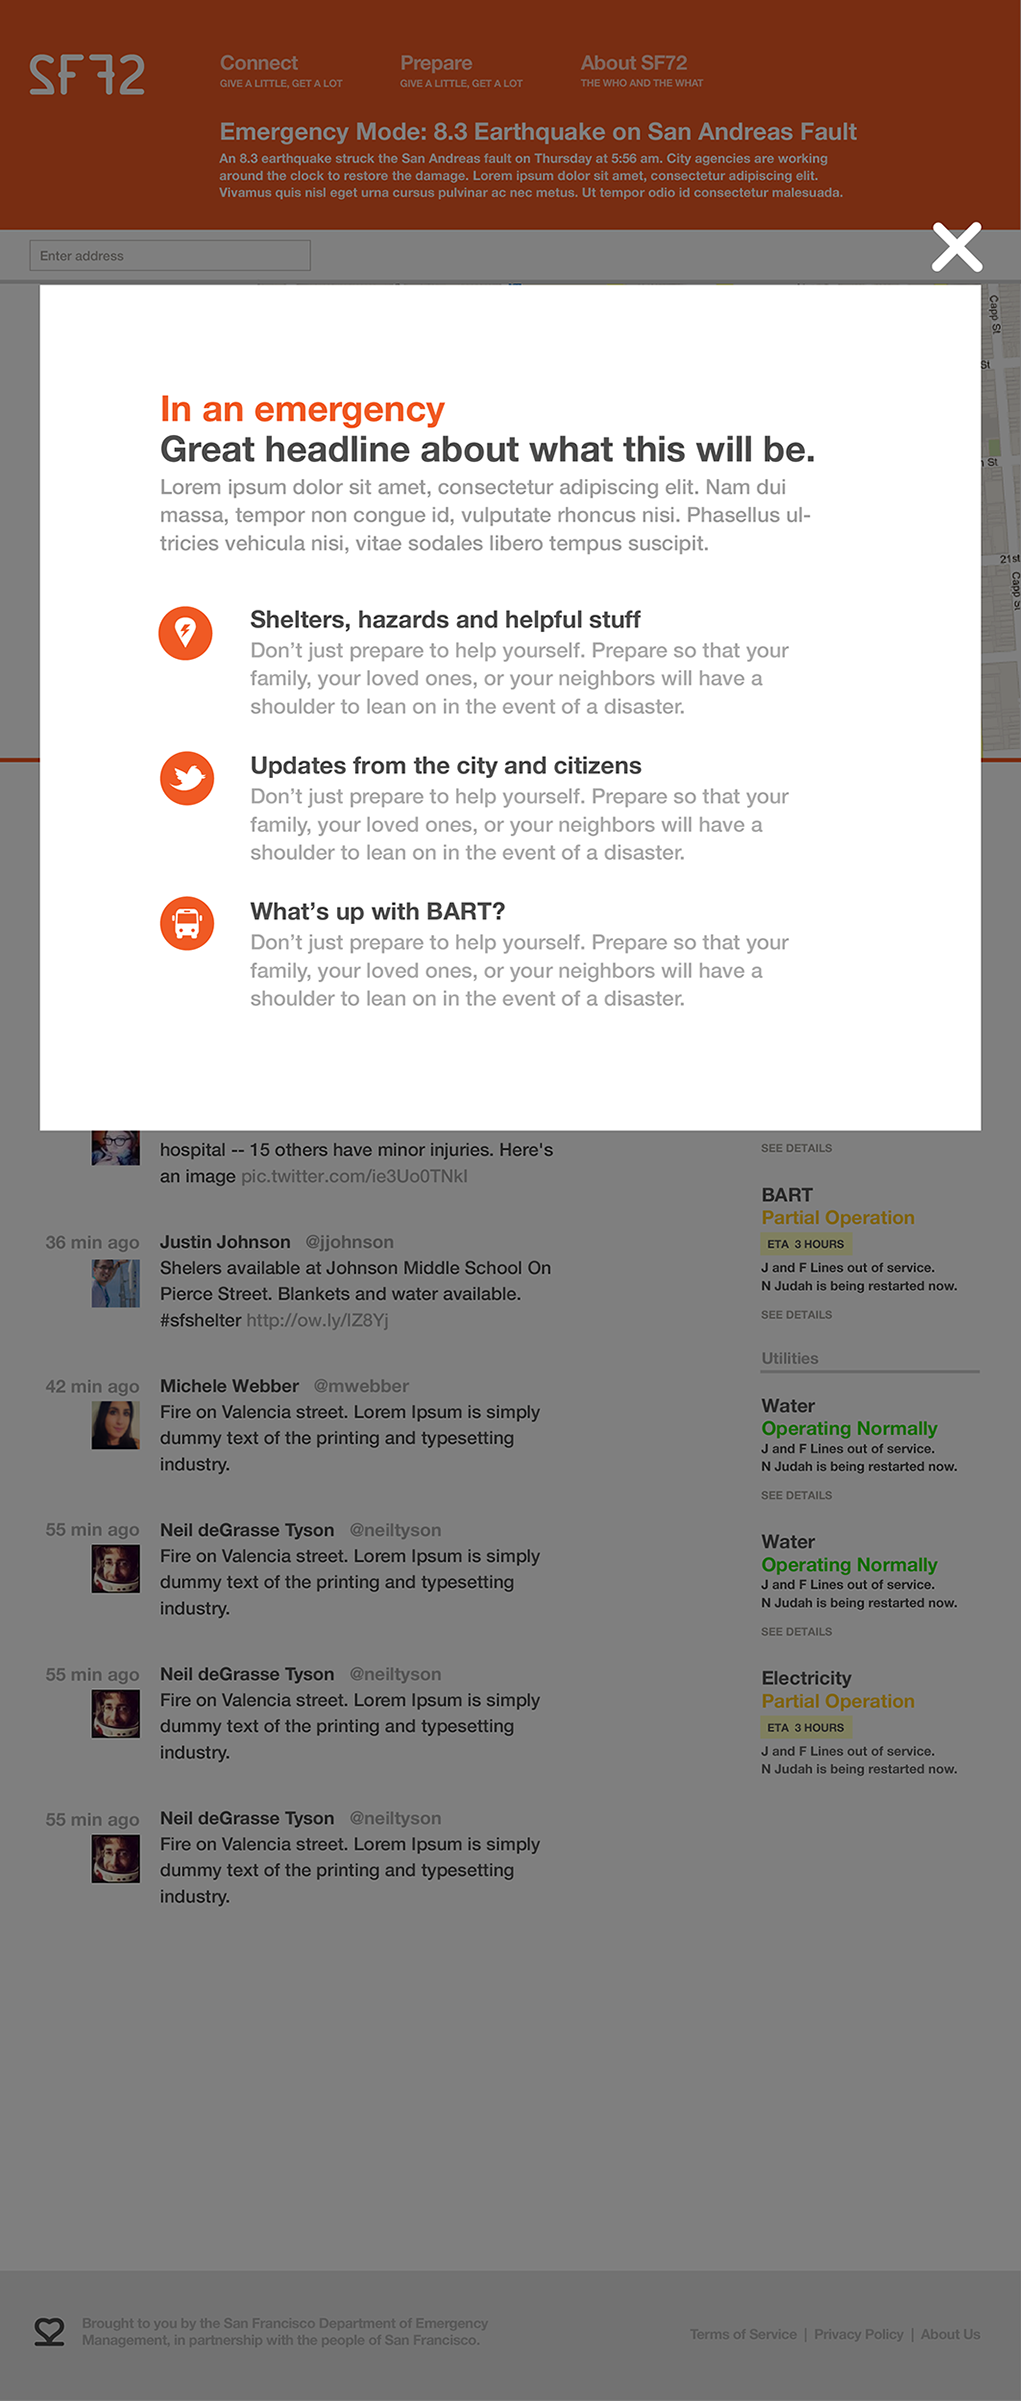 SF72
Connect
GIVE A LITTLE, GET A LOT
Prepare
GIVE A LITTLE, GET A LOT
About SF72
THE WHO AND THE WHAT
Emergency Mode: 8.3 Earthquake on San Andreas Fault
An 8.3 earthquake struck the San Andreas fault on Thursday at 5:56 am. City agencies are working
around the clock to restore the damage. Lorem ipsum dolor sit amet, consectetur adipiscing elit.
Vivamus quis nisl eget urna cursus pulvinar ac nec metus. Ut tempor odio id consectetur malesuada.
Enter address
Capp St
St
St
21st
Capp St
In an emergency
Great headline about what this will be.
Lorem ipsum dolor sit amet, consectetur adipiscing elit. Nam dui
massa, tempor non congue id, vulputate rhoncus nisi. Phasellus ul-
tricies vehicula nisi, vitae sodales libero tempus suscipit.
Shelters, hazards and helpful stuff
Don’t just prepare to help yourself. Prepare so that your
family, your loved ones, or your neighbors will have a
shoulder to lean on in the event of a disaster.
Updates from the city and citizens
Don’t just prepare to help yourself. Prepare so that your
family, your loved ones, or your neighbors will have a
shoulder to lean on in the event of a disaster.
What’s up with BART?
Don’t just prepare to help yourself. Prepare so that your
family, your loved ones, or your neighbors will have a
shoulder to lean on in the event of a disaster.
hospital -- 15 others have minor injuries. Here's
an image pic.twitter.com/ie3Uo0TNkI
36 min ago
Justin Johnson @jjohnson
Shelers available at Johnson Middle School On
Pierce Street. Blankets and water available.
#sfshelter http://ow.ly/IZ8Yj
42 min ago
Michele Webber @mwebber
Fire on Valencia street. Lorem Ipsum is simply
dummy text of the printing and typesetting
industry.
55 min ago
Neil deGrasse Tyson @neiltyson
Fire on Valencia street. Lorem Ipsum is simply
dummy text of the printing and typesetting
industry.
55 min ago
Neil deGrasse Tyson @neiltyson
Fire on Valencia street. Lorem Ipsum is simply
dummy text of the printing and typesetting
industry.
55 min ago
Neil deGrasse Tyson @neiltyson
Fire on Valencia street. Lorem Ipsum is simply
dummy text of the printing and typesetting
industry.
SEE DETAILS
BART
Partial Operation
ETA 3 HOURS
J and F Lines out of service.
N Judah is being restarted now.
SEE DETAILS
Utilities
Water
Operating Normally
J and F Lines out of service.
N Judah is being restarted now.
SEE DETAILS
Water
Operating Normally
J and F Lines out of service.
N Judah is being restarted now.
SEE DETAILS
Electricity
Partial Operation
ETA 3 HOURS
J and F Lines out of service.
N Judah is being restarted now.
Brought to you by the San Francisco Department of Emergency
Management, in partnership with the people of San Francisco.
Terms of Service | Privacy Policy | About Us